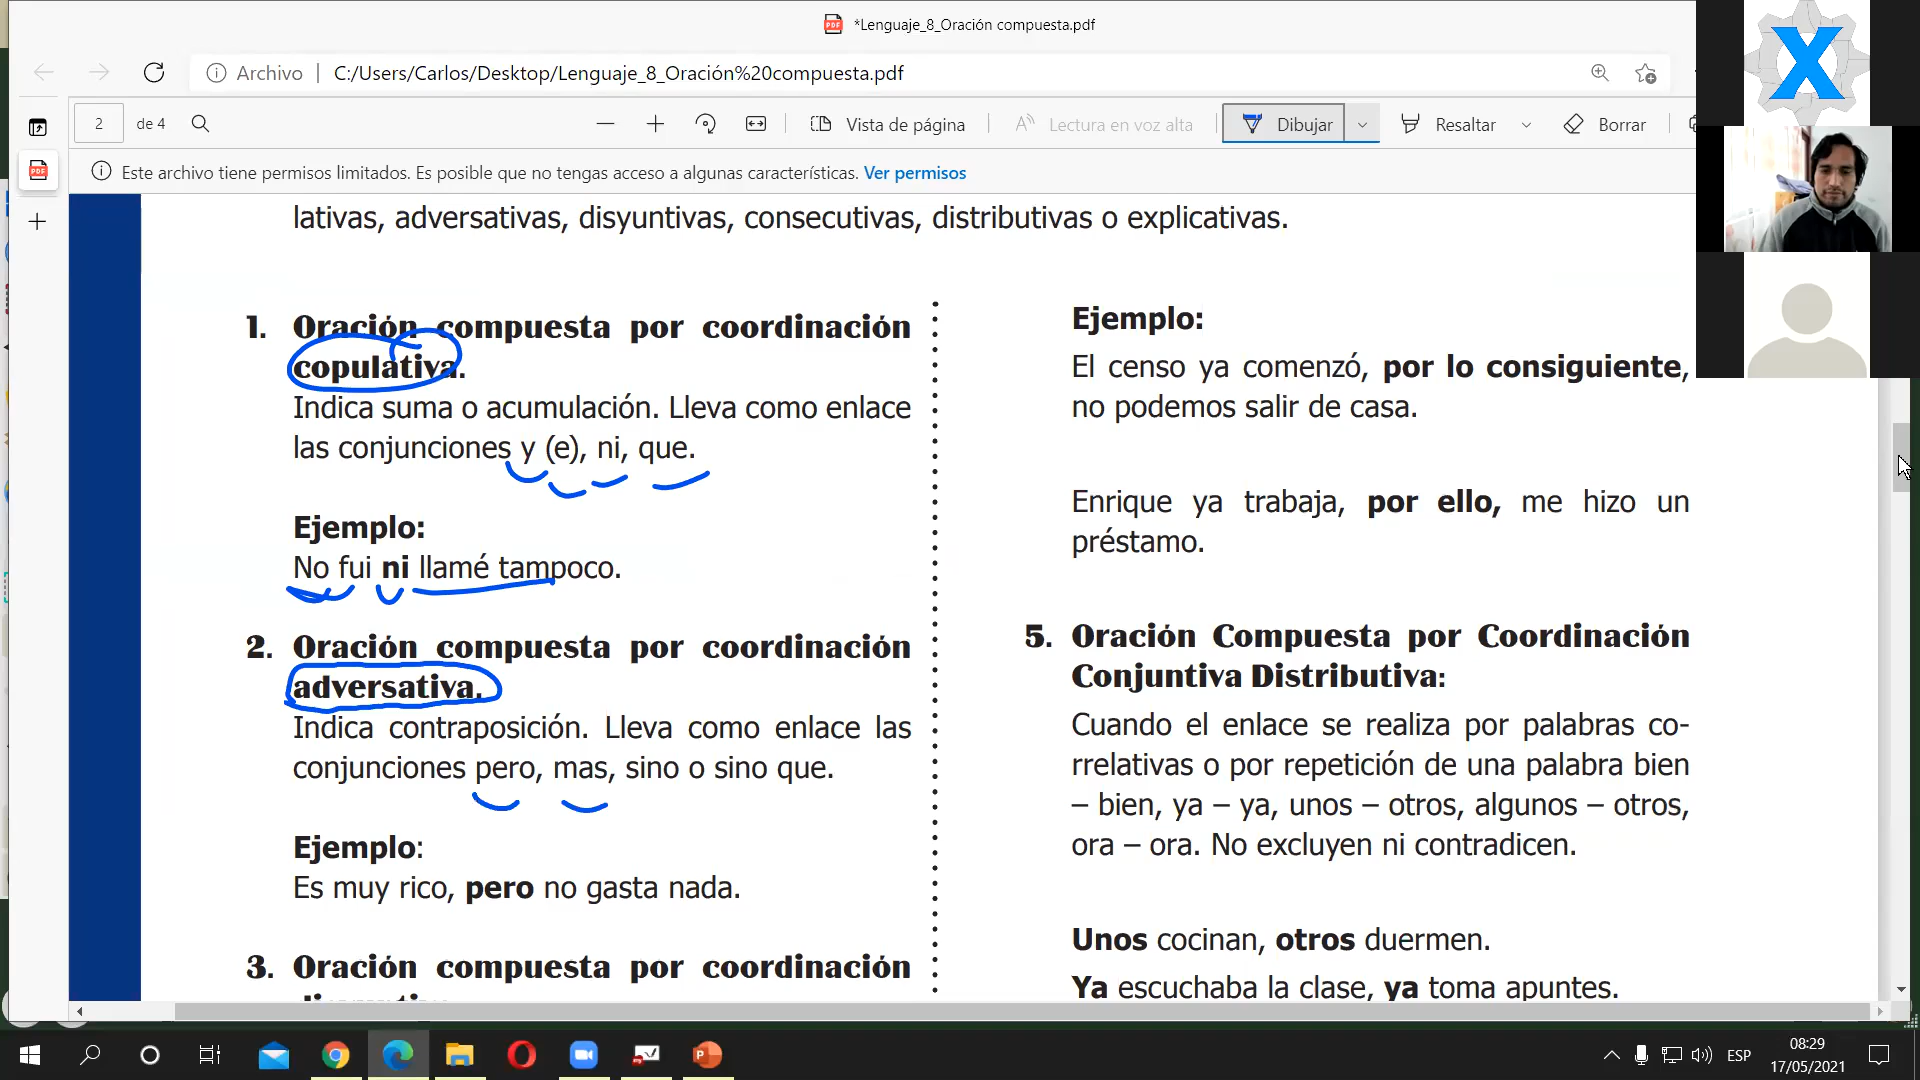 *Lenguaje_8_Oración compuesta.pdf
Archivo | C:/Users/Carlos/Desktop/Lenguaje_8_Oración%20compuesta.pdf
2 de 4 Vista de página Lectura en voz alta Dibujar Resaltar Borrar
Este archivo tiene permisos limitados. Es posible que no tengas acceso a algunas características. Ver permisos
lativas, adversativas, disyuntivas, consecutivas, distributivas o explicativas.
1. Oración compuesta por coordinación
copulativa.
Indica suma o acumulación. Lleva como enlace
las conjunciones y (e), ni, que.
Ejemplo:
No fui ni llamé tampoco.
2. Oración compuesta por coordinación
adversativa.
Indica contraposición. Lleva como enlace las
conjunciones pero, mas, sino o sino que.
Ejemplo:
Es muy rico, pero no gasta nada.
3. Oración compuesta por coordinación
Ejemplo:
El censo ya comenzó, por lo consiguiente,
no podemos salir de casa.
Enrique ya trabaja, por ello, me hizo un
préstamo.
5. Oración Compuesta por Coordinación
Conjuntiva Distributiva:
Cuando el enlace se realiza por palabras co-
rrelativas o por repetición de una palabra bien
– bien, ya – ya, unos – otros, algunos – otros,
ora – ora. No excluyen ni contradicen.
Unos cocinan, otros duermen.
Ya escuchaba la clase, ya toma apuntes.
X
ESP
08:29
17/05/2021